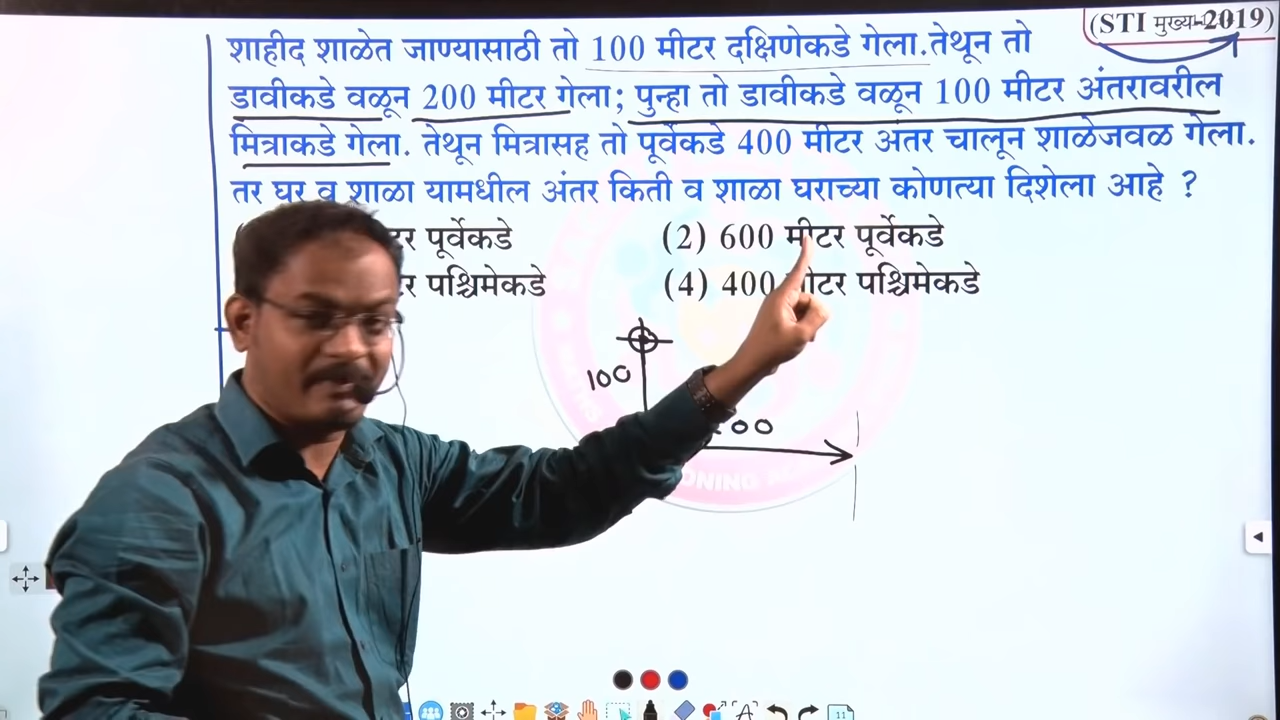 (STI मुख्य-2019)
शाहीद शाळेत जाण्यासाठी तो 100 मीटर दक्षिणेकडे गेला.तेथून तो
डावीकडे वळून 200 मीटर गेला; पुन्हा तो डावीकडे वळून 100 मीटर अंतरावरील
मित्राकडे गेला. तेथून मित्रासह तो पूर्वेकडे 400 मीटर अंतर चालून शाळेजवळ गेला.
तर घर व शाळा यामधील अंतर किती व शाळा घराच्या कोणत्या दिशेला आहे ?
पूर्वेकडे (2) 600 मीटर पूर्वेकडे
पश्चिमेकडे (4) 400 मीटर पश्चिमेकडे
100
ONING
11